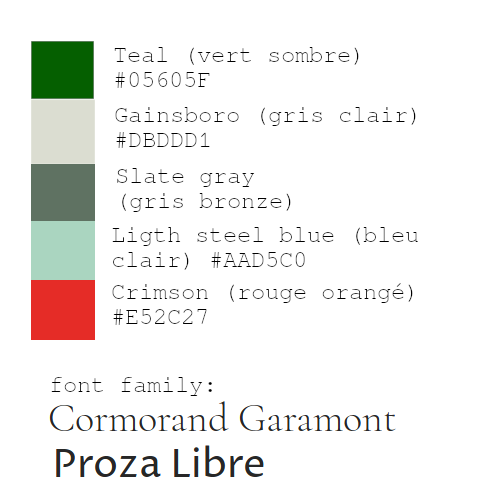 Teal (vert sombre)
#05605F
Gainsboro (gris clair)
#DBDDD1
Slate gray
(gris bronze)
Ligth steel blue (bleu
clair) #AAD5C0
Crimson (rouge orangé)
#E52C27
font family:
Cormorand Garamont
Proza Libre